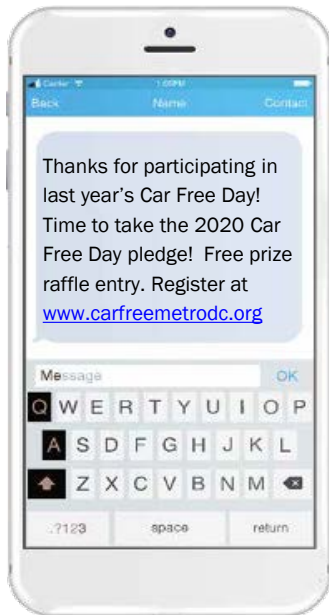 Carrier 1:00PM
Back Name Contact
Thanks for participating in
last year's Car Free Day!
Time to take the 2020 Car
Free Day pledge!  Free prize
raffle entry. Register at
www.carfreemetrodc.org
Message OK
Q W E R T Y U I O P
A S D F G H J K L
Z X C V B N M
.?123 space return